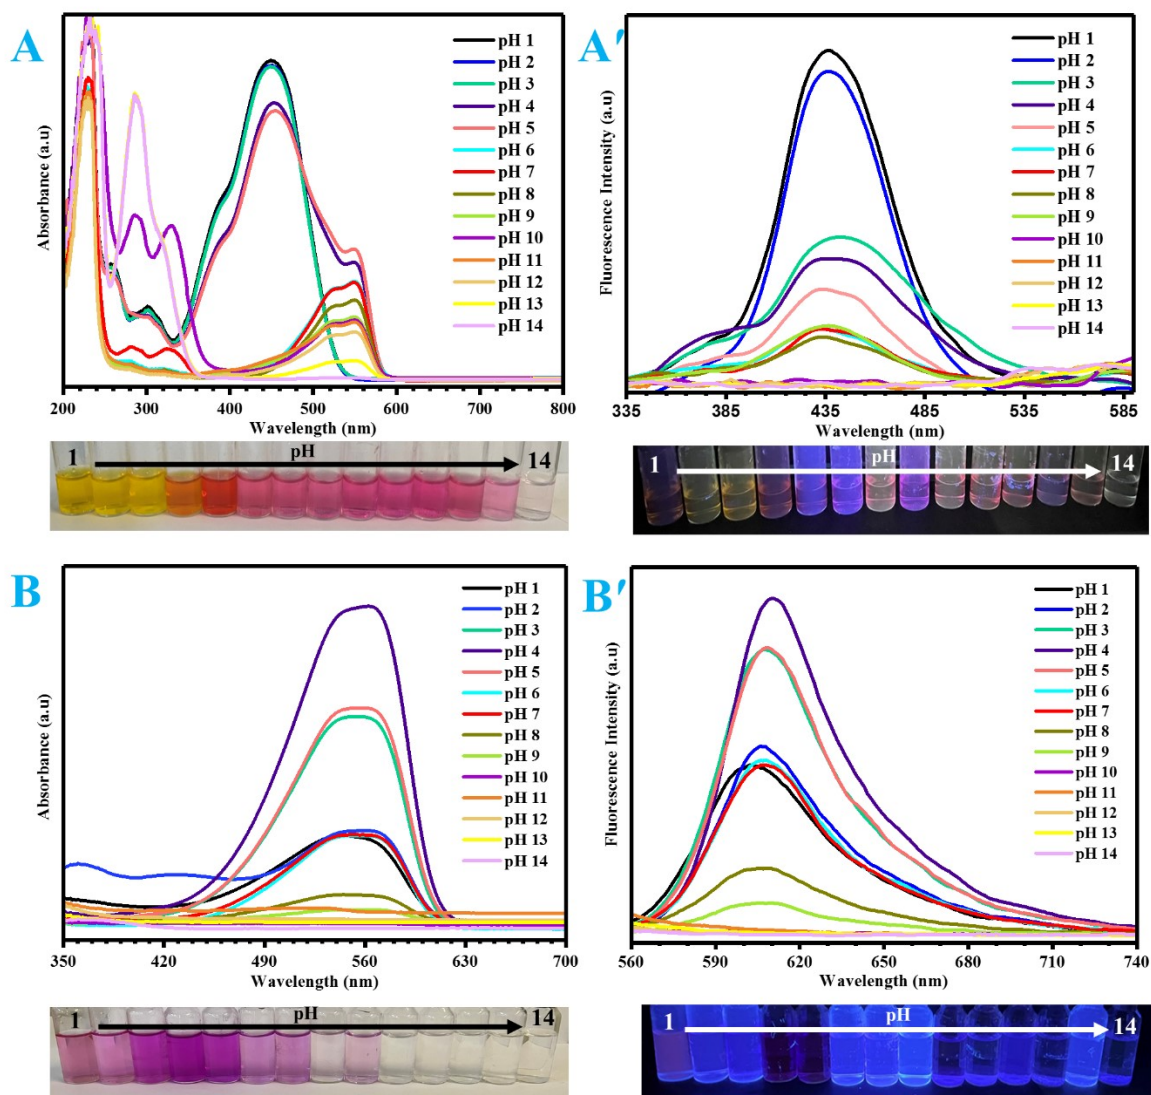 A
Absorbance (a.u)
pH 1
pH 2
pH 3
pH 4
pH 5
pH 6
pH 7
pH 8
pH 9
pH 10
pH 11
pH 12
pH 13
pH 14
200 300 400 500 600 700 800
Wavelength (nm)
1 pH 14
A′
Fluorescence Intensity (a.u)
pH 1
pH 2
pH 3
pH 4
pH 5
pH 6
pH 7
pH 8
pH 9
pH 10
pH 11
pH 12
pH 13
pH 14
335 385 435 485 535 585
Wavelength (nm)
1 pH 14
B
Absorbance (a.u)
pH 1
pH 2
pH 3
pH 4
pH 5
pH 6
pH 7
pH 8
pH 9
pH 10
pH 11
pH 12
pH 13
pH 14
350 420 490 560 630 700
Wavelength (nm)
1 pH 14
B′
Fluorescence Intensity (a.u)
pH 1
pH 2
pH 3
pH 4
pH 5
pH 6
pH 7
pH 8
pH 9
pH 10
pH 11
pH 12
pH 13
pH 14
560 590 620 650 680 710 740
Wavelength (nm)
1 pH 14